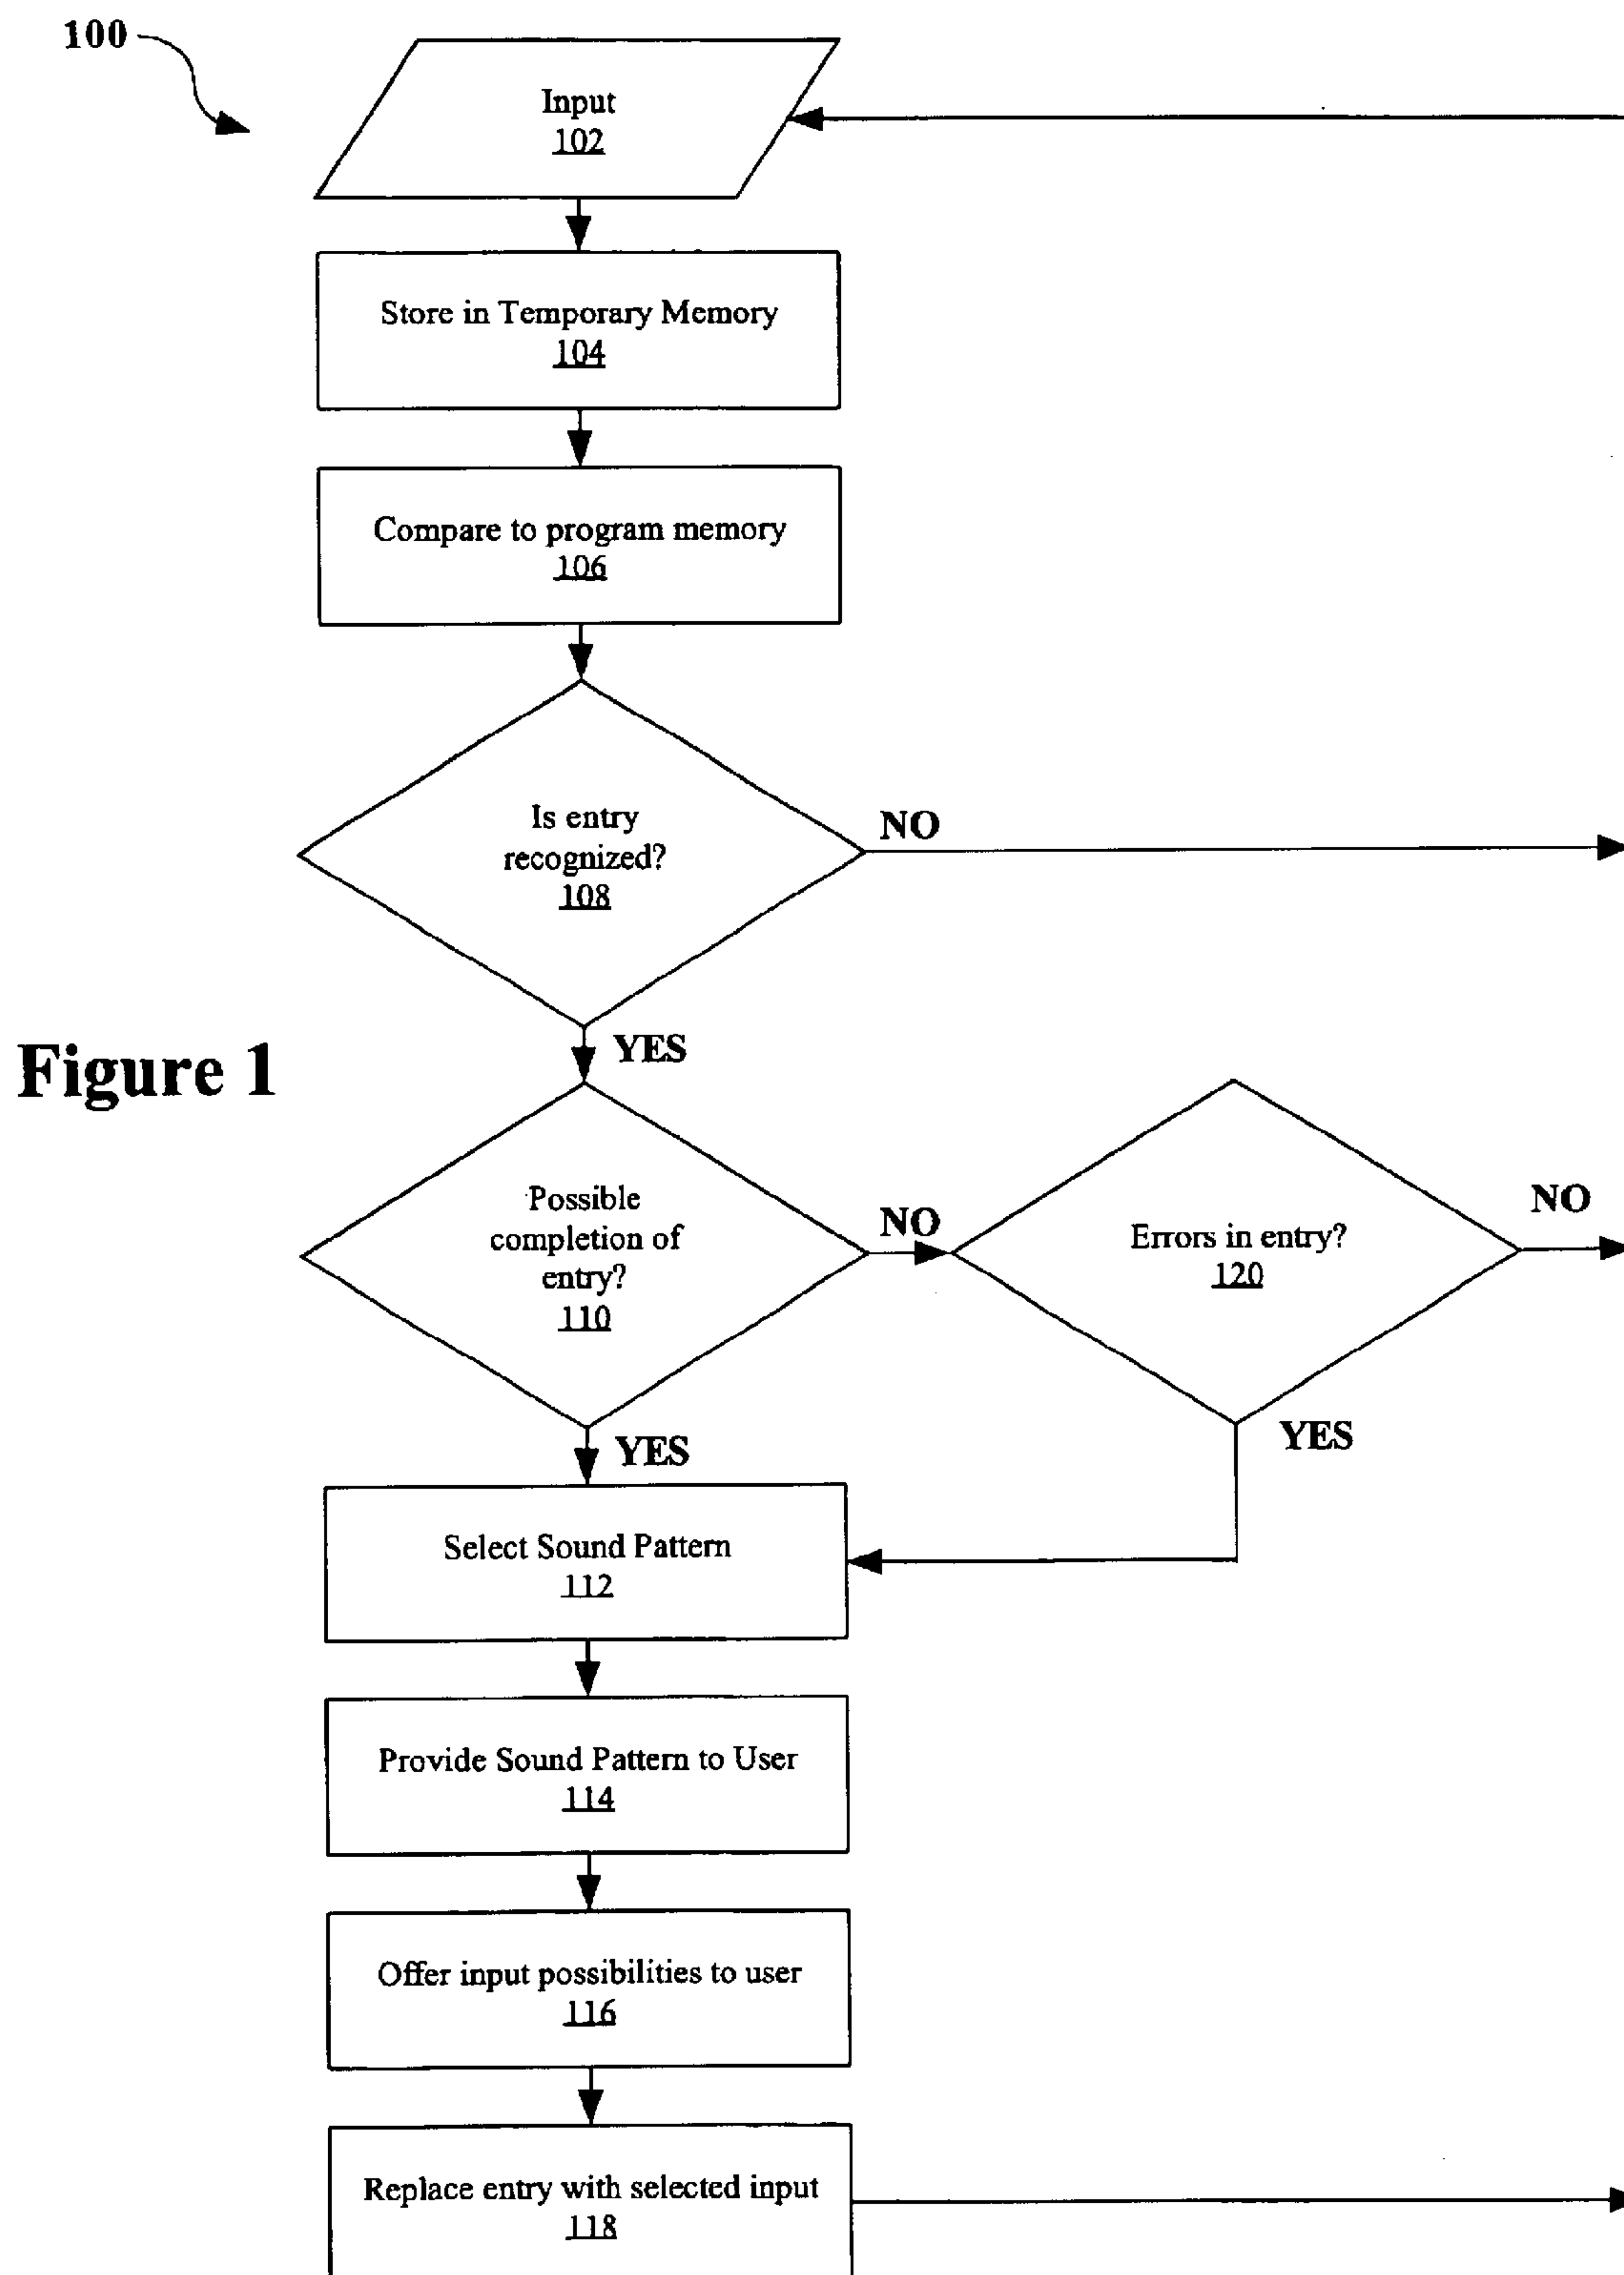 100
Input
102
Store in Temporary Memory
104
Compare to program memory
106
Is entry
recognized?
108
NO
YES
Figure 1
Possible
completion of
entry?
110
NO
Errors in entry?
120
NO
YES
YES
Select Sound Pattern
112
Provide Sound Pattern to User
114
Offer input possibilities to user
116
Replace entry with selected input
118